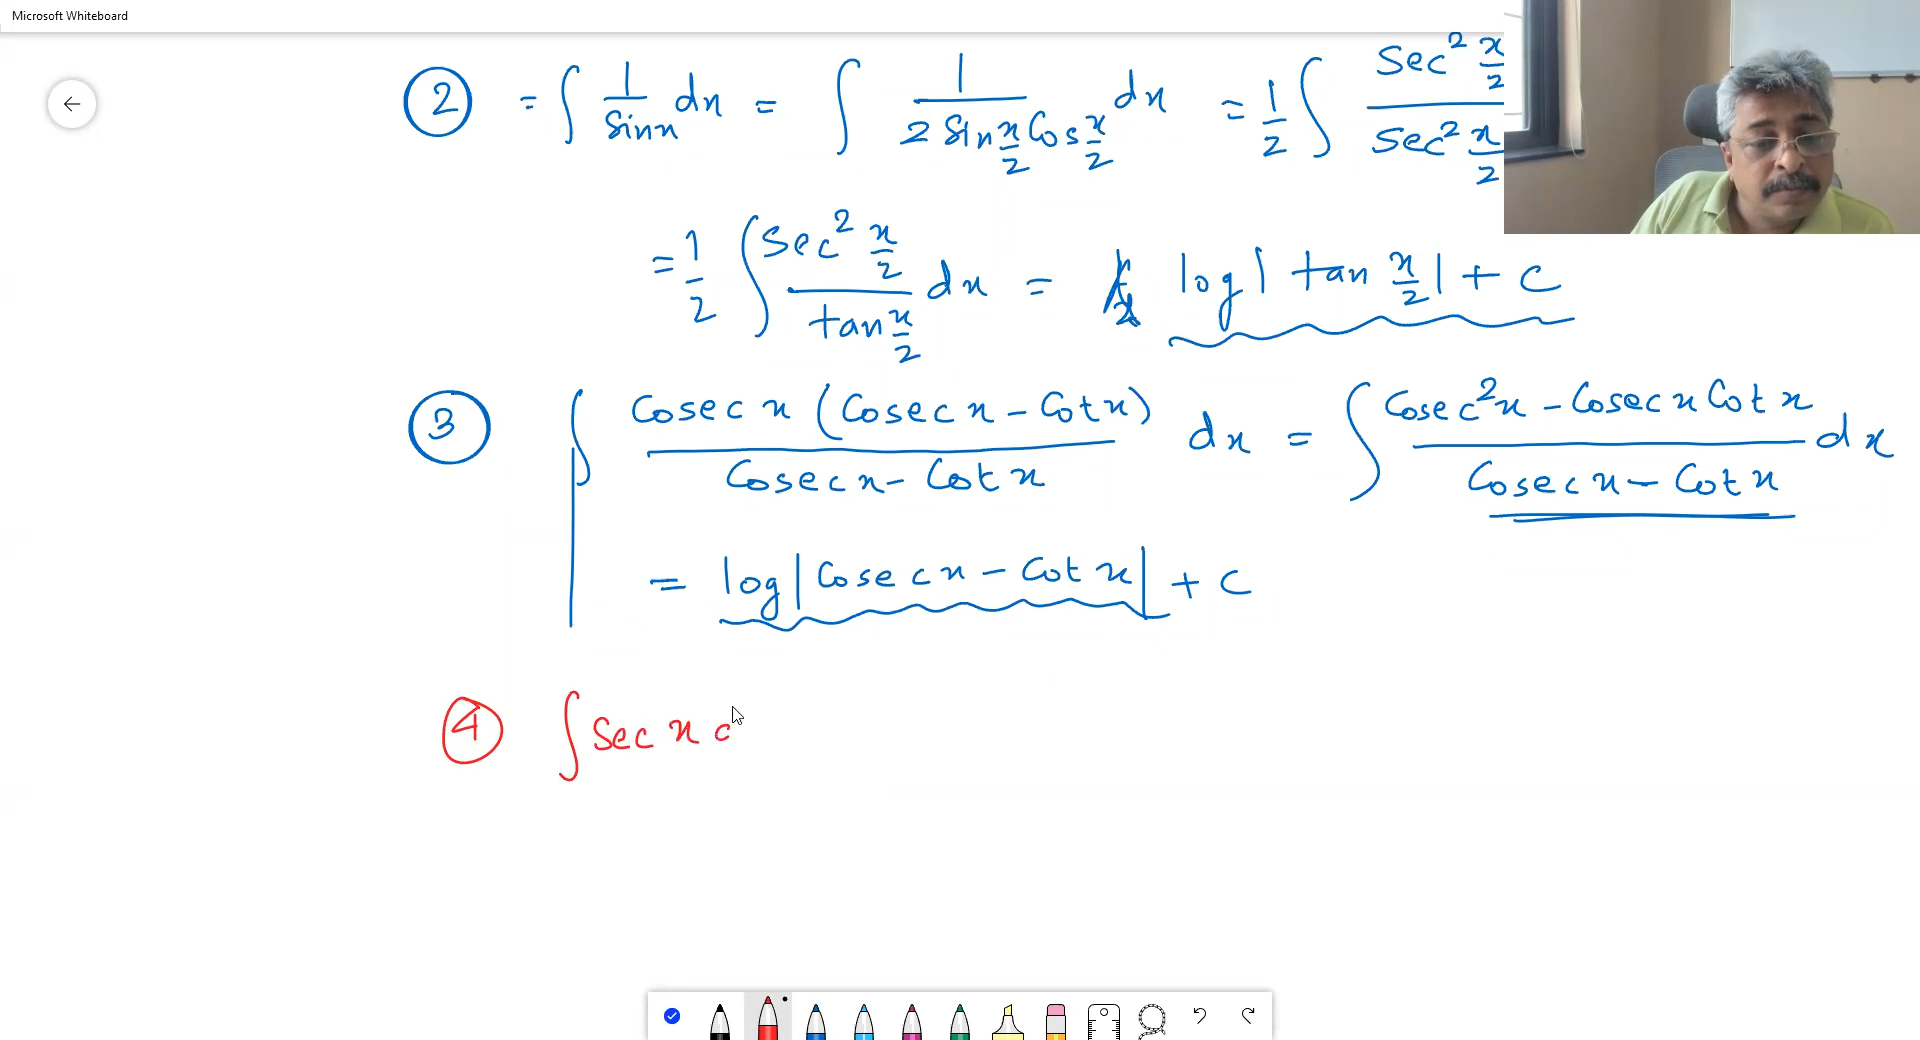 Microsoft Whiteboard
② = ∫ 1/Sinx dx = ∫ 1/(2 Sin x/2 Cos x/2) dx = 1/2 ∫ Sec² x/2 / Sec² x/2
= 1/2 ∫ Sec² x/2 / tan x/2 dx = log| tan x/2 | + c
③ ∫ Cosec x (Cosec x - Cot x) / (Cosec x - Cot x) dx = ∫ (Cosec²x - Cosec x Cot x) / (Cosec x - Cot x) dx
= log|Cosec x - Cot x| + c
④ ∫ Sec x c